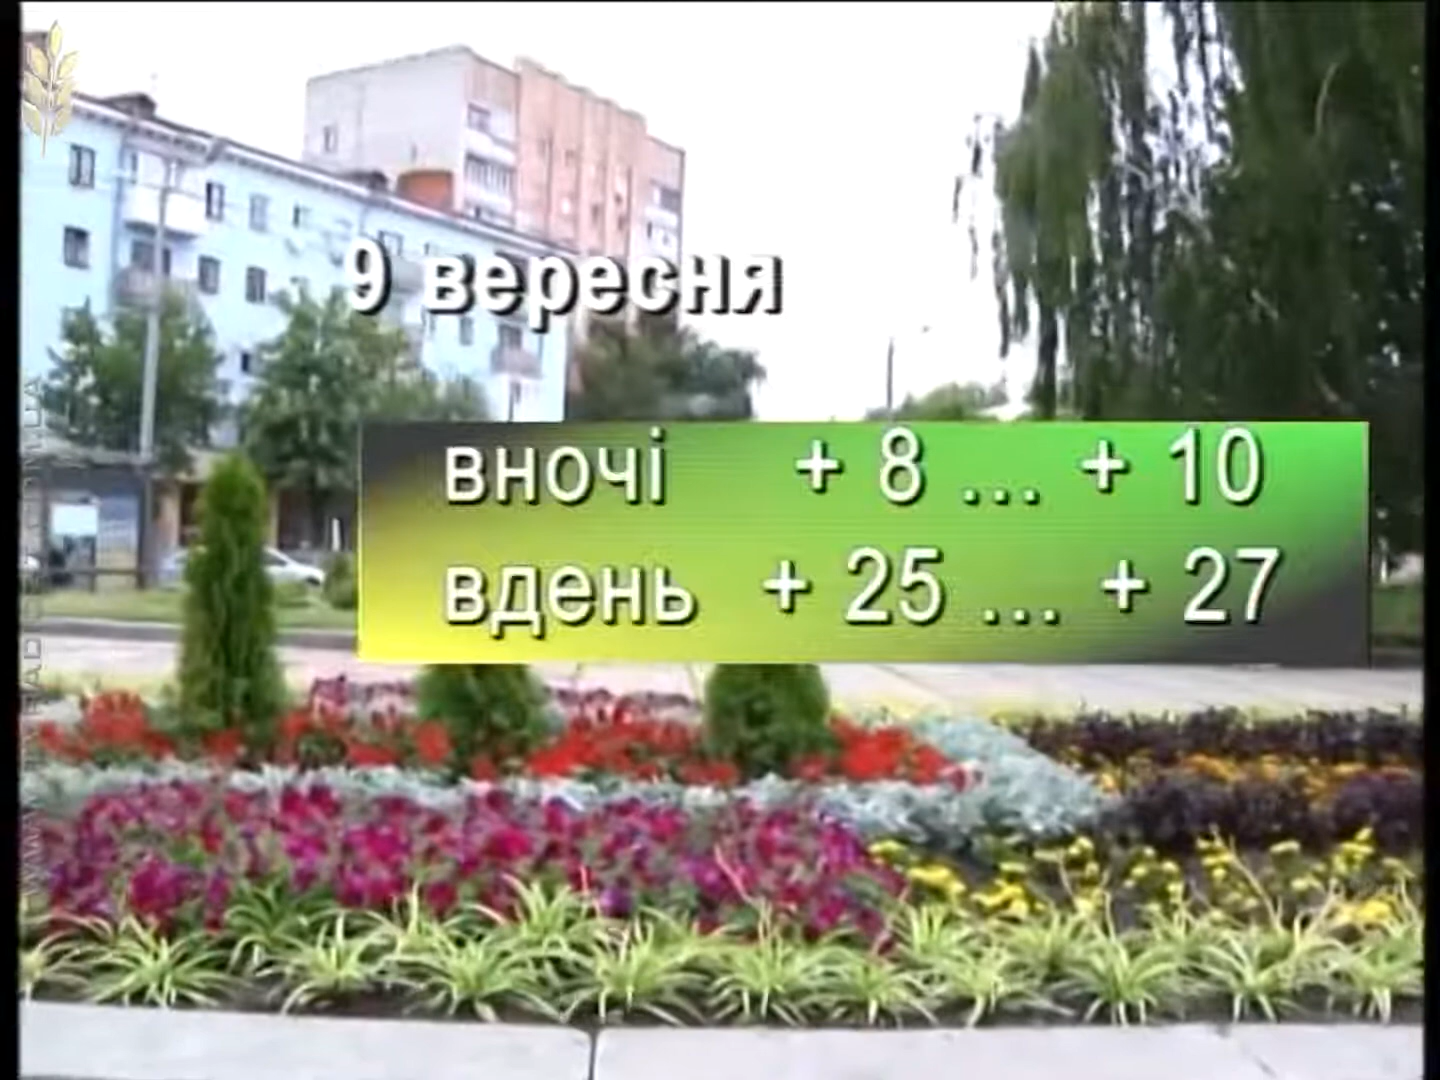 9 вересня
вночі + 8 ... + 10
вдень + 25 ... + 27